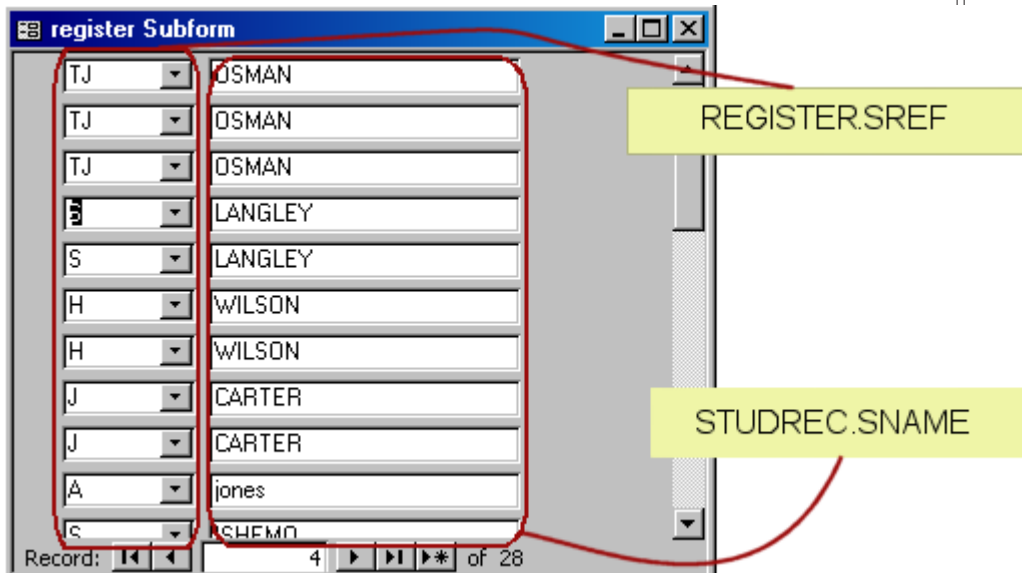 register Subform
TJ OSMAN
TJ OSMAN
TJ OSMAN
S LANGLEY
S LANGLEY
H WILSON
H WILSON
J CARTER
J CARTER
A jones
S SHEMO
Record: 4 of 28
REGISTER.SREF
STUDREC.SNAME